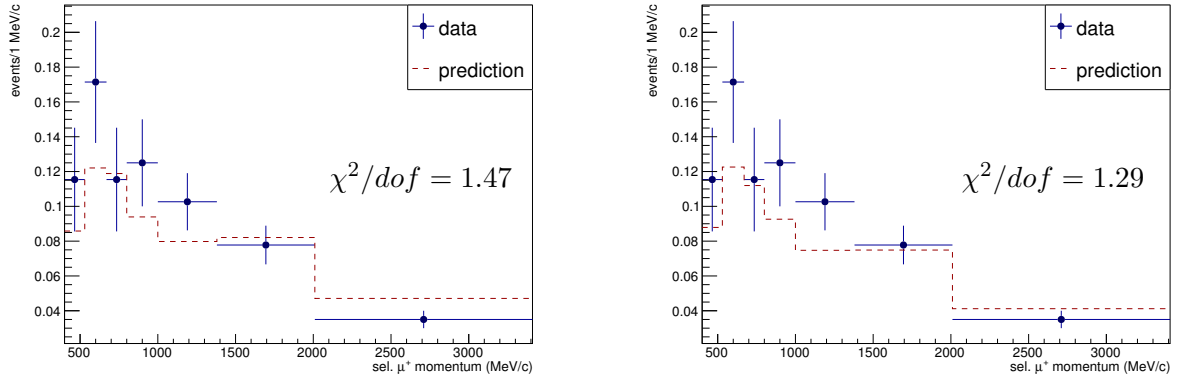 events/1 MeV/c
0.2
0.18
0.16
0.14
0.12
0.1
0.08
0.06
0.04
data
prediction
χ²/dof = 1.47
500 1000 1500 2000 2500 3000
sel. μ⁺ momentum (MeV/c)
events/1 MeV/c
0.2
0.18
0.16
0.14
0.12
0.1
0.08
0.06
0.04
data
prediction
χ²/dof = 1.29
500 1000 1500 2000 2500 3000
sel. μ⁺ momentum (MeV/c)